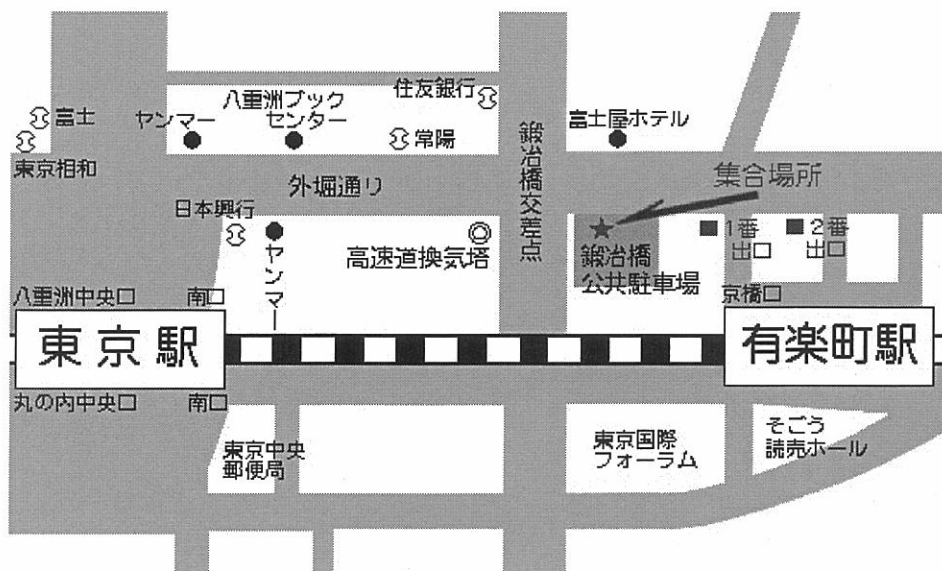 住友銀行
富士
ヤンマー
八重洲ブック
センター
常陽
富士屋ホテル
東京相和
鍛冶橋交差点
外堀通り
集合場所
日本興行
ヤンマー
高速道換気塔
鍛冶橋
公共駐車場
1番
出口
2番
出口
八重洲中央口
南口
京橋口
東京駅
有楽町駅
丸の内中央口
南口
東京中央
郵便局
東京国際
フォーラム
そごう
読売ホール